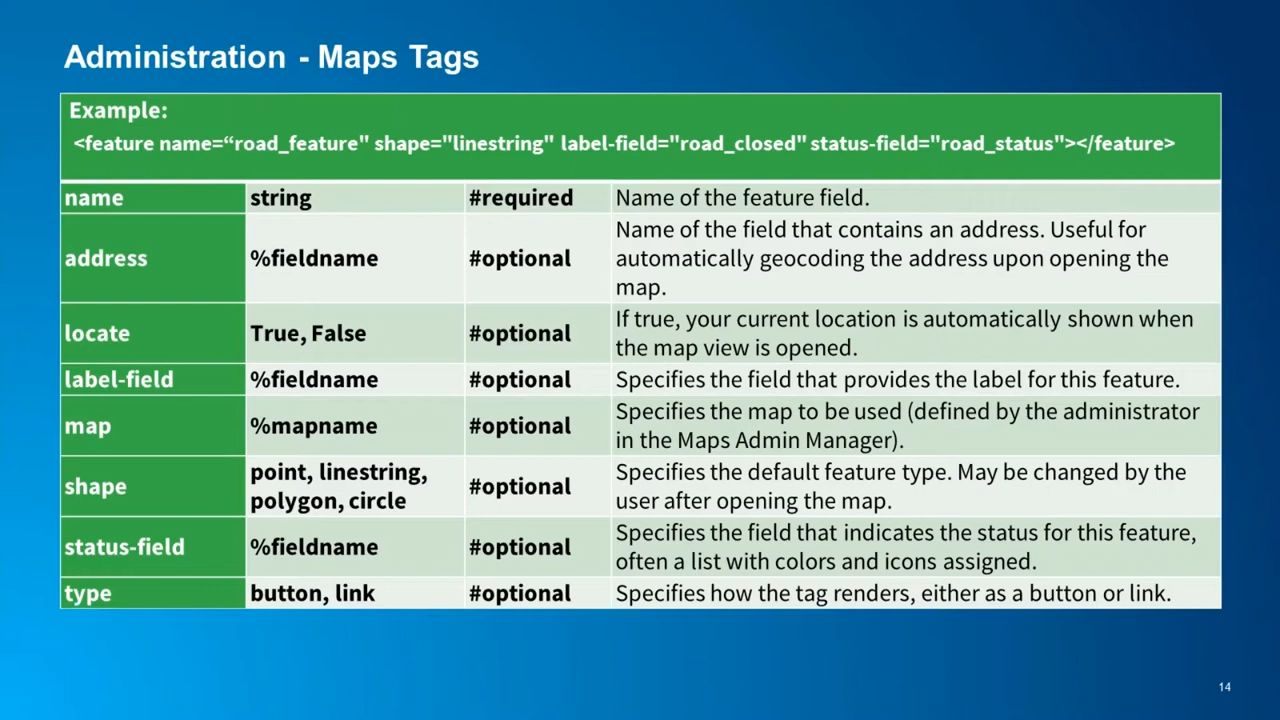 Administration - Maps Tags
Example:
<feature name=“road_feature" shape="linestring" label-field="road_closed" status-field="road_status"></feature>
name string #required Name of the feature field.
address %fieldname #optional Name of the field that contains an address. Useful for
automatically geocoding the address upon opening the
map.
locate True, False #optional If true, your current location is automatically shown when
the map view is opened.
label-field %fieldname #optional Specifies the field that provides the label for this feature.
map %mapname #optional Specifies the map to be used (defined by the administrator
in the Maps Admin Manager).
shape point, linestring, polygon, circle #optional Specifies the default feature type. May be changed by the
user after opening the map.
status-field %fieldname #optional Specifies the field that indicates the status for this feature,
often a list with colors and icons assigned.
type button, link #optional Specifies how the tag renders, either as a button or link.
14